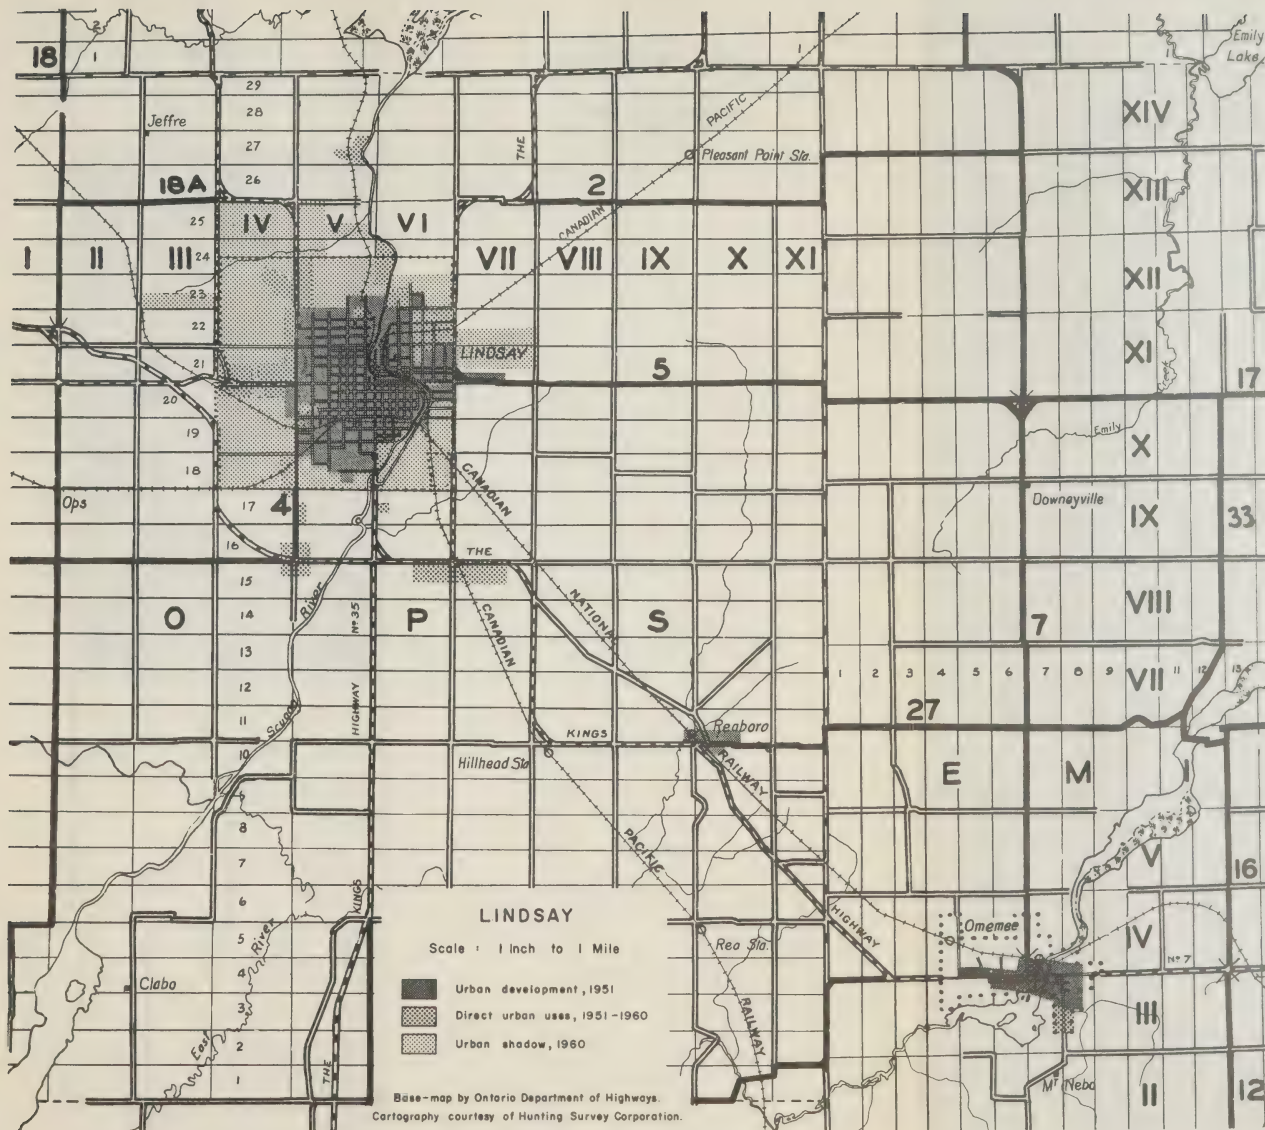 18
2
1
1
1
Emily
Lake
29
28
27
26
Jeffre
THE
PACIFIC
Pleasant Point Sta.
XIV
18A
2
XIII
25
IV
V
VI
CANADIAN
I
II
III
24
VII
VIII
IX
X
XI
XII
23
22
21
LINDSAY
5
XI
17
20
19
18
Emily
X
CANADIAN
Ops
17
4
Downeyville
IX
33
16
THE
15
NATIONAL
VIII
O
14
River
Nº 35
P
CANADIAN
S
7
13
1
2
3
4
5
6
7
8
9
VII
11
12
13
12
HIGHWAY
27
11
Scugog
Reaboro
KINGS
10
Hillhead Sta
RAILWAY
E
M
I
8
PACIFIC
7
V
16
6
KINGS
LINDSAY
HIGHWAY
Omemee
5
River
Scale : 1 Inch to 1 Mile
Rea Sta.
IV
Nº 7
4
Clabo
Urban development, 1951
3
Direct urban uses, 1951-1960
III
RAILWAY
2
East
Urban shadow, 1960
THE
1
Mᵀ Nebo
II
12
Base-map by Ontario Department of Highways.
Cartography courtesy of Hunting Survey Corporation.